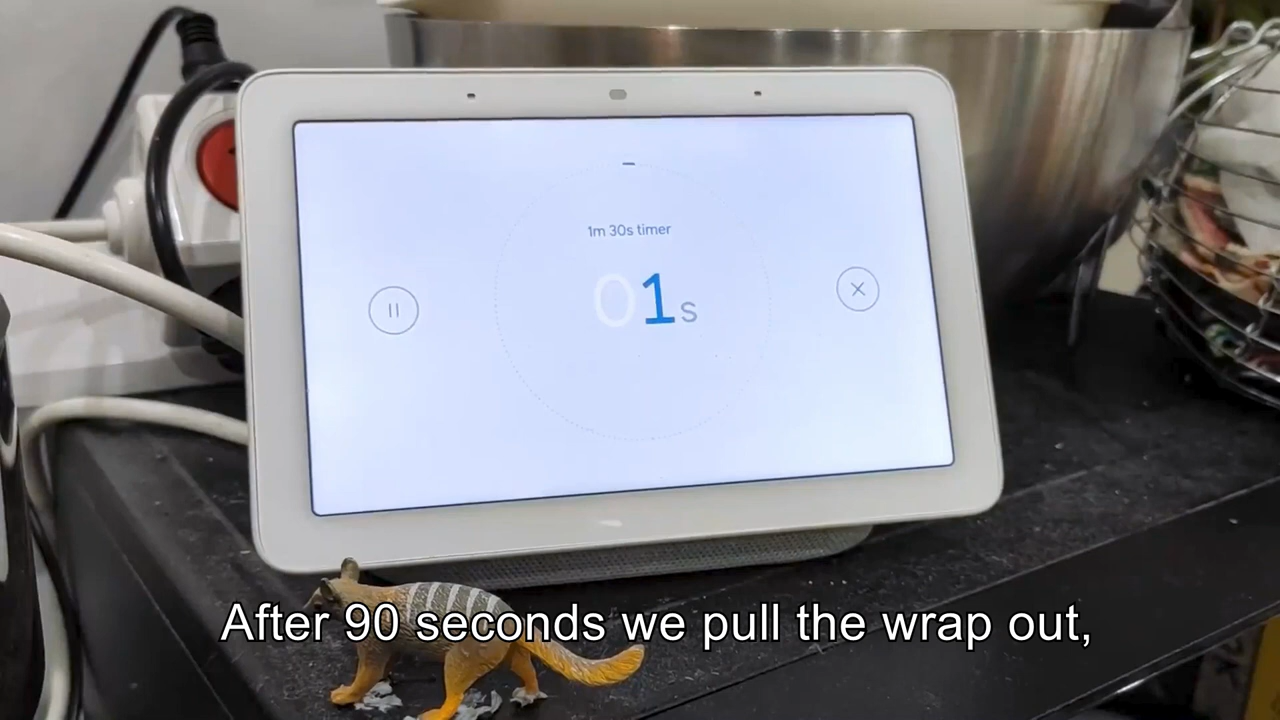 1m 30s timer
01s
After 90 seconds we pull the wrap out,